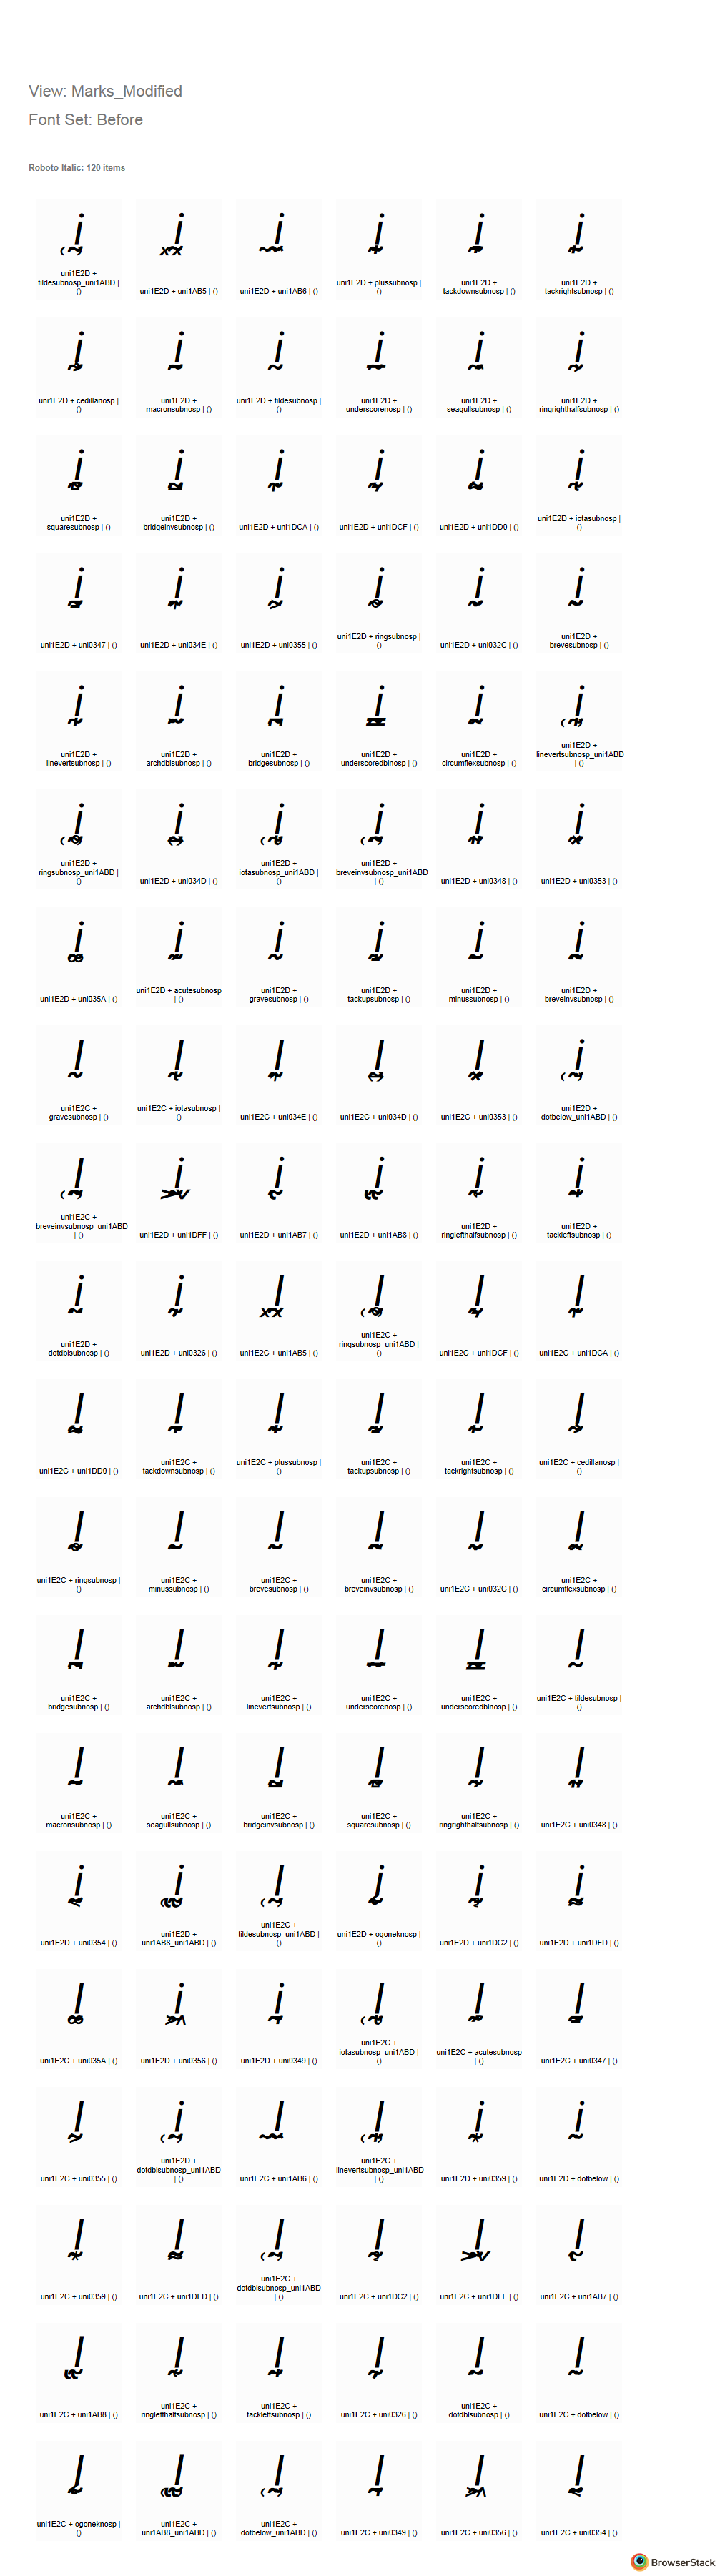 View: Marks_Modified
Font Set: Before
Roboto-Italic: 120 items
uni1E2D +
tildesubnosp_uni1ABD |
()
uni1E2D + uni1AB5 | ()
uni1E2D + uni1AB6 | ()
uni1E2D + plussubnosp |
()
uni1E2D +
tackdownsubnosp | ()
uni1E2D +
tackrightsubnosp | ()
uni1E2D + cedillanosp |
()
uni1E2D +
macronsubnosp | ()
uni1E2D + tildesubnosp |
()
uni1E2D +
underscorenosp | ()
uni1E2D +
seagullsubnosp | ()
uni1E2D +
ringrighthalfsubnosp | ()
uni1E2D +
squaresubnosp | ()
uni1E2D +
bridgeinvsubnosp | ()
uni1E2D + uni1DCA | ()
uni1E2D + uni1DCF | ()
uni1E2D + uni1DD0 | ()
uni1E2D + iotasubnosp |
()
uni1E2D + uni0347 | ()
uni1E2D + uni034E | ()
uni1E2D + uni0355 | ()
uni1E2D + ringsubnosp |
()
uni1E2D + uni032C | ()
uni1E2D +
brevesubnosp | ()
uni1E2D +
linevertsubnosp | ()
uni1E2D +
archdblsubnosp | ()
uni1E2D +
bridgesubnosp | ()
uni1E2D +
underscoredblnosp | ()
uni1E2D +
circumflexsubnosp | ()
uni1E2D +
linevertsubnosp_uni1ABD
| ()
uni1E2D +
ringsubnosp_uni1ABD |
()
uni1E2D + uni034D | ()
uni1E2D +
iotasubnosp_uni1ABD |
()
uni1E2D +
breveinvsubnosp_uni1ABD
| ()
uni1E2D + uni0348 | ()
uni1E2D + uni0353 | ()
uni1E2D + uni035A | ()
uni1E2D + acutesubnosp
| ()
uni1E2D +
gravesubnosp | ()
uni1E2D +
tackupsubnosp | ()
uni1E2D +
minussubnosp | ()
uni1E2D +
breveinvsubnosp | ()
uni1E2C +
gravesubnosp | ()
uni1E2C + iotasubnosp |
()
uni1E2C + uni034E | ()
uni1E2C + uni034D | ()
uni1E2C + uni0353 | ()
uni1E2D +
dotbelow_uni1ABD | ()
uni1E2C +
breveinvsubnosp_uni1ABD
| ()
uni1E2D + uni1DFF | ()
uni1E2D + uni1AB7 | ()
uni1E2D + uni1AB8 | ()
uni1E2D +
ringlefthalfsubnosp | ()
uni1E2D +
tackleftsubnosp | ()
uni1E2D +
dotdblsubnosp | ()
uni1E2D + uni0326 | ()
uni1E2C + uni1AB5 | ()
uni1E2C +
ringsubnosp_uni1ABD |
()
uni1E2C + uni1DCF | ()
uni1E2C + uni1DCA | ()
uni1E2C + uni1DD0 | ()
uni1E2C +
tackdownsubnosp | ()
uni1E2C + plussubnosp |
()
uni1E2C +
tackupsubnosp | ()
uni1E2C +
tackrightsubnosp | ()
uni1E2C + cedillanosp |
()
uni1E2C + ringsubnosp |
()
uni1E2C +
minussubnosp | ()
uni1E2C +
brevesubnosp | ()
uni1E2C +
breveinvsubnosp | ()
uni1E2C + uni032C | ()
uni1E2C +
circumflexsubnosp | ()
uni1E2C +
bridgesubnosp | ()
uni1E2C +
archdblsubnosp | ()
uni1E2C +
linevertsubnosp | ()
uni1E2C +
underscorenosp | ()
uni1E2C +
underscoredblnosp | ()
uni1E2C + tildesubnosp |
()
uni1E2C +
macronsubnosp | ()
uni1E2C +
seagullsubnosp | ()
uni1E2C +
bridgeinvsubnosp | ()
uni1E2C +
squaresubnosp | ()
uni1E2C +
ringrighthalfsubnosp | ()
uni1E2C + uni0348 | ()
uni1E2D + uni0354 | ()
uni1E2D +
uni1AB8_uni1ABD | ()
uni1E2C +
tildesubnosp_uni1ABD |
()
uni1E2D + ogoneknosp |
()
uni1E2D + uni1DC2 | ()
uni1E2D + uni1DFD | ()
uni1E2C + uni035A | ()
uni1E2D + uni0356 | ()
uni1E2D + uni0349 | ()
uni1E2C +
iotasubnosp_uni1ABD |
()
uni1E2C + acutesubnosp
| ()
uni1E2C + uni0347 | ()
uni1E2C + uni0355 | ()
uni1E2D +
dotdblsubnosp_uni1ABD
| ()
uni1E2C + uni1AB6 | ()
uni1E2C +
linevertsubnosp_uni1ABD
| ()
uni1E2D + uni0359 | ()
uni1E2D + dotbelow | ()
uni1E2C + uni0359 | ()
uni1E2C + uni1DFD | ()
uni1E2C +
dotdblsubnosp_uni1ABD
| ()
uni1E2C + uni1DC2 | ()
uni1E2C + uni1DFF | ()
uni1E2C + uni1AB7 | ()
uni1E2C + uni1AB8 | ()
uni1E2C +
ringlefthalfsubnosp | ()
uni1E2C +
tackleftsubnosp | ()
uni1E2C + uni0326 | ()
uni1E2C +
dotdblsubnosp | ()
uni1E2C + dotbelow | ()
uni1E2C + ogoneknosp |
()
uni1E2C +
uni1AB8_uni1ABD | ()
uni1E2C +
dotbelow_uni1ABD | ()
uni1E2C + uni0349 | ()
uni1E2C + uni0356 | ()
uni1E2C + uni0354 | ()
BrowserStack